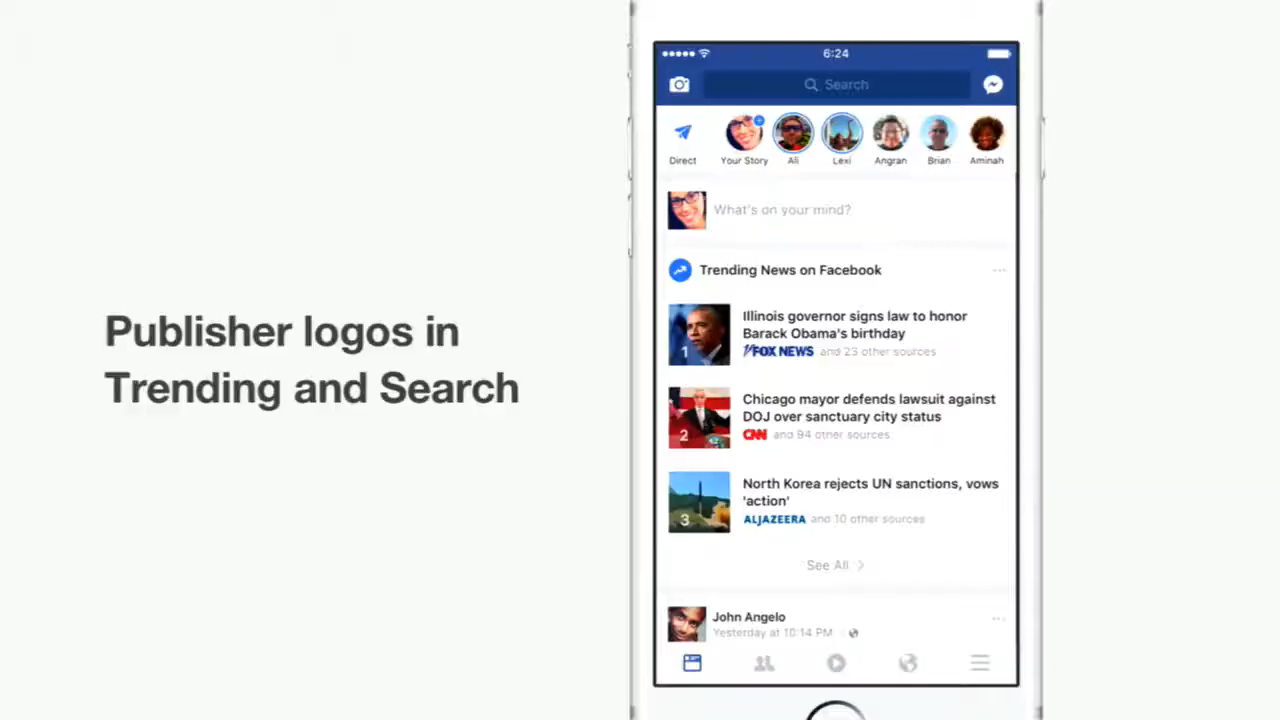 Publisher logos in
Trending and Search
6:24
Search
Direct
Your Story
Ali
Lexi
Angran
Brian
Aminah
What's on your mind?
Trending News on Facebook
Illinois governor signs law to honor
Barack Obama's birthday
FOX NEWS and 23 other sources
1
Chicago mayor defends lawsuit against
DOJ over sanctuary city status
CNN and 94 other sources
2
North Korea rejects UN sanctions, vows
'action'
ALJAZEERA and 10 other sources
3
See All
John Angelo
Yesterday at 10:14 PM